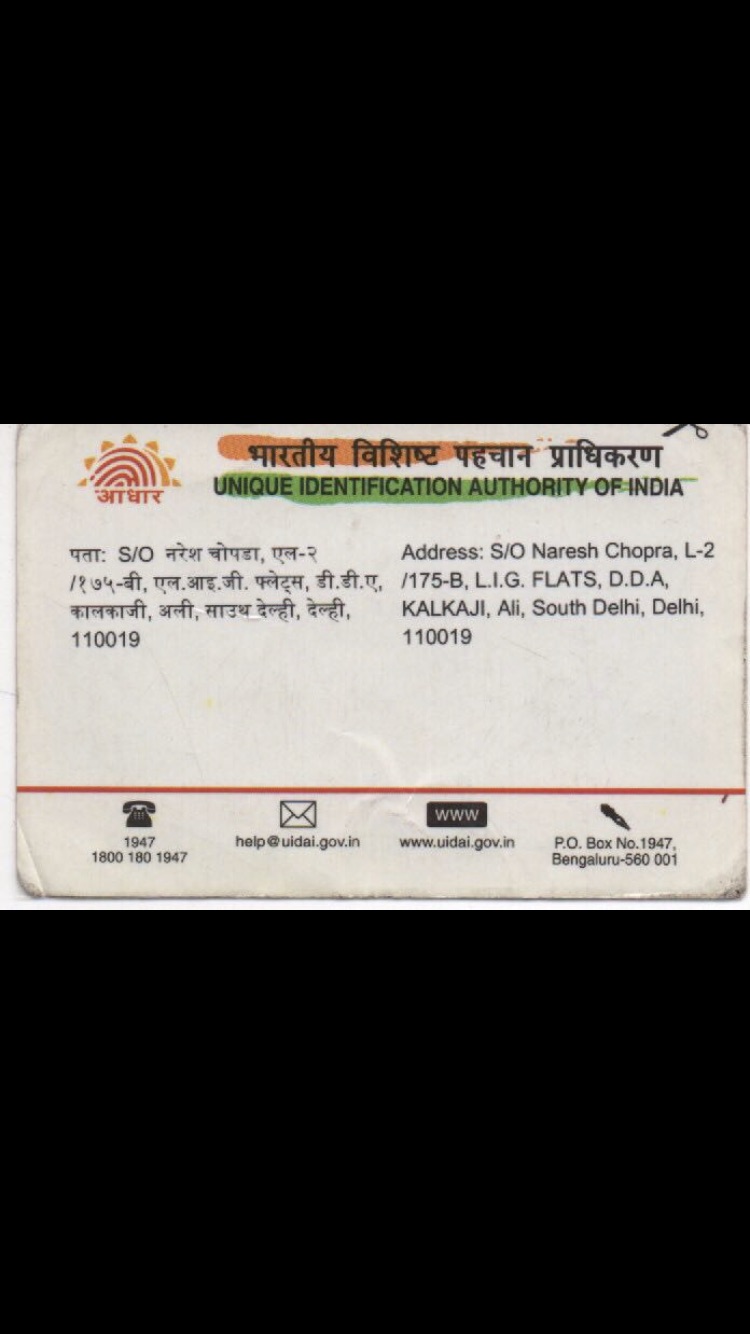 आधार
भारतीय विशिष्ट पहचान प्राधिकरण
UNIQUE IDENTIFICATION AUTHORITY OF INDIA
पता: S/O नरेश चोपडा, एल-२
/१७५-बी, एल.आइ.जी. फ्लेट्स, डी.डी.ए,
कालकाजी, अली, साउथ देल्ही, देल्ही,
110019
Address: S/O Naresh Chopra, L-2
/175-B, L.I.G. FLATS, D.D.A,
KALKAJI, Ali, South Delhi, Delhi,
110019
1947
1800 180 1947
help@uidai.gov.in
WWW
www.uidai.gov.in
P.O. Box No.1947,
Bengaluru-560 001